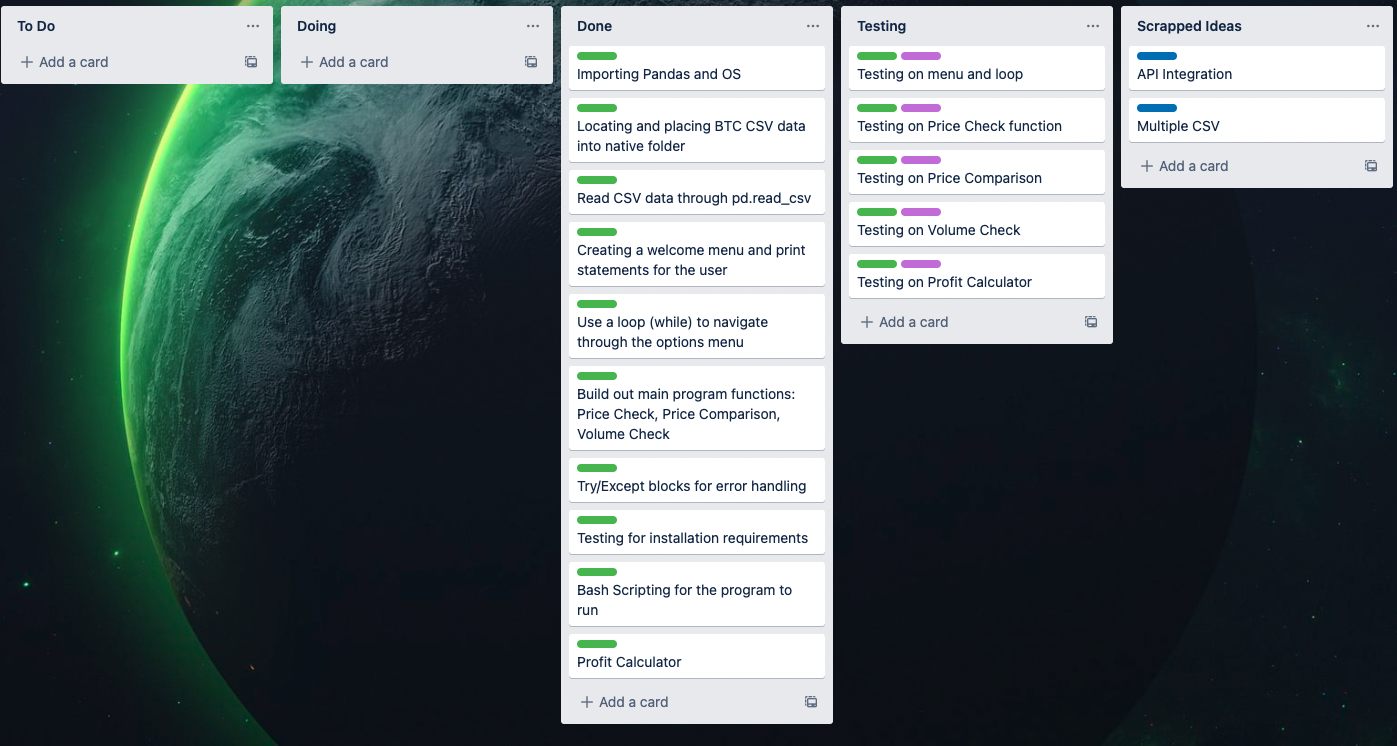 To Do
Add a card
Doing
Add a card
Done
Importing Pandas and OS
Locating and placing BTC CSV data
into native folder
Read CSV data through pd.read_csv
Creating a welcome menu and print
statements for the user
Use a loop (while) to navigate
through the options menu
Build out main program functions:
Price Check, Price Comparison,
Volume Check
Try/Except blocks for error handling
Testing for installation requirements
Bash Scripting for the program to
run
Profit Calculator
Add a card
Testing
Testing on menu and loop
Testing on Price Check function
Testing on Price Comparison
Testing on Volume Check
Testing on Profit Calculator
Add a card
Scrapped Ideas
API Integration
Multiple CSV
Add a card